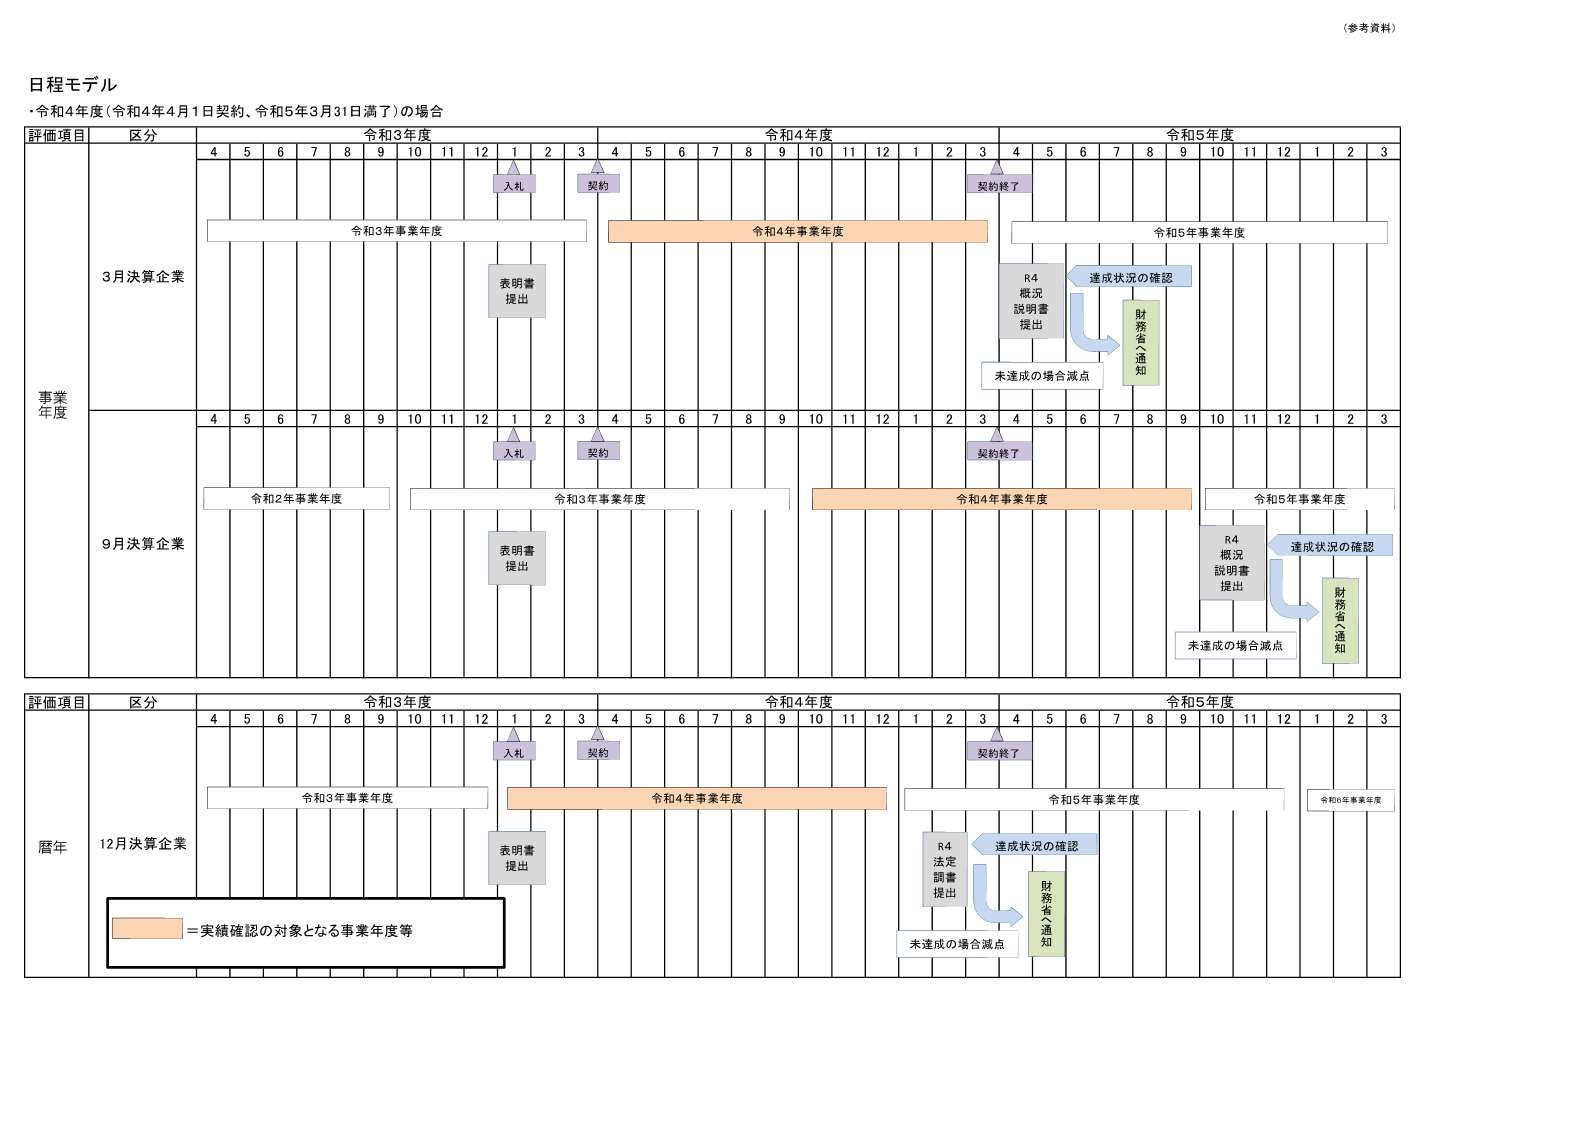 （参考資料）
日程モデル
・令和４年度（令和４年４月１日契約、令和５年３月31日満了）の場合
評価項目 区分 令和３年度 令和４年度 令和５年度
4 5 6 7 8 9 10 11 12 1 2 3 4 5 6 7 8 9 10 11 12 1 2 3 4 5 6 7 8 9 10 11 12 1 2 3
入札 契約 契約終了
令和３年事業年度 令和４年事業年度 令和５年事業年度
３月決算企業
表明書
提出
R４
概況
説明書
提出
達成状況の確認
財務省へ通知
未達成の場合減点
事業
年度
4 5 6 7 8 9 10 11 12 1 2 3 4 5 6 7 8 9 10 11 12 1 2 3 4 5 6 7 8 9 10 11 12 1 2 3
入札 契約 契約終了
令和２年事業年度 令和３年事業年度 令和４年事業年度 令和５年事業年度
９月決算企業
表明書
提出
R４
概況
説明書
提出
達成状況の確認
財務省へ通知
未達成の場合減点
評価項目 区分 令和３年度 令和４年度 令和５年度
4 5 6 7 8 9 10 11 12 1 2 3 4 5 6 7 8 9 10 11 12 1 2 3 4 5 6 7 8 9 10 11 12 1 2 3
入札 契約 契約終了
令和３年事業年度 令和４年事業年度 令和５年事業年度 令和６年事業年度
暦年
12月決算企業
表明書
提出
R４
法定
調書
提出
達成状況の確認
財務省へ通知
未達成の場合減点
＝実績確認の対象となる事業年度等